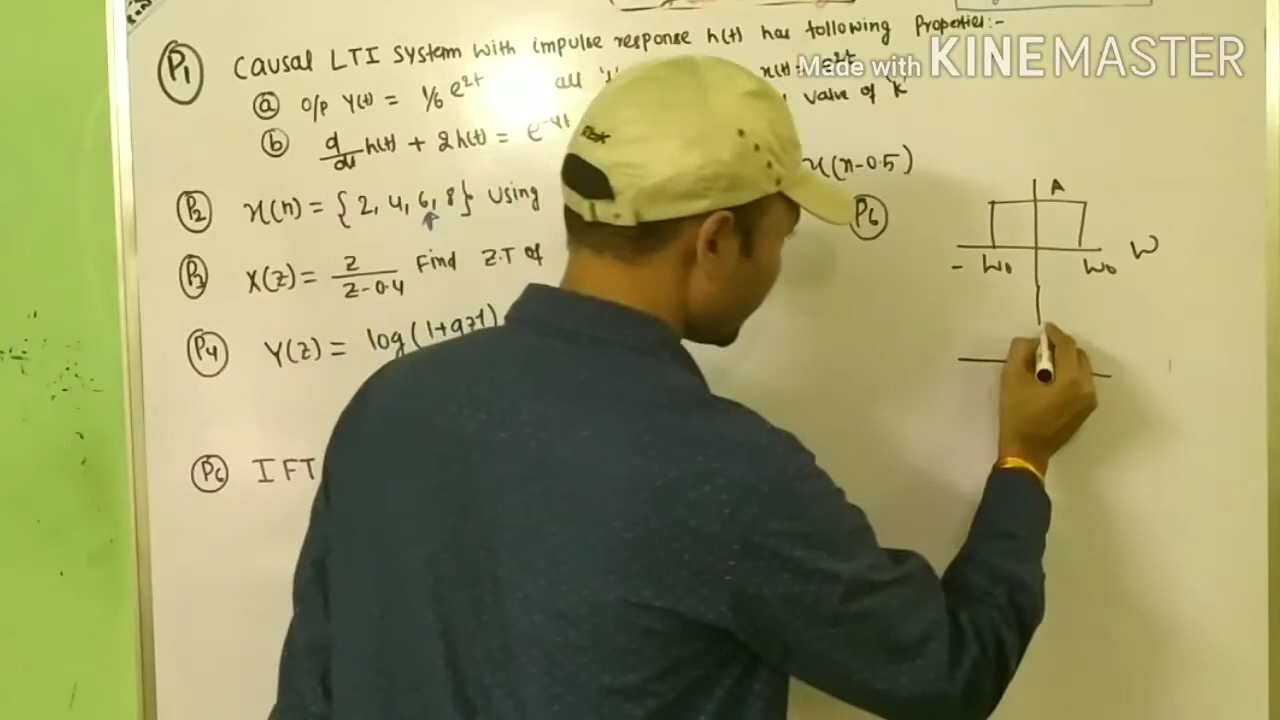 Made with KINEMASTER
P1 Causal LTI System with impulse response h(t) has following Properties:-
(a) O/P Y(t) = 1/6 e^2t all x(t) = e^2t
(b) d/dt h(t) + 2h(t) = e^-4t value of 'K'
P2 x(n) = { 2, 4, 6, 8} Using x(n-0.5)
P3 X(z) = z/z-0.4 Find Z.T of
P4 Y(z) = log(1+az-1)
P6 IFT
P6
A
- W0 W0 W